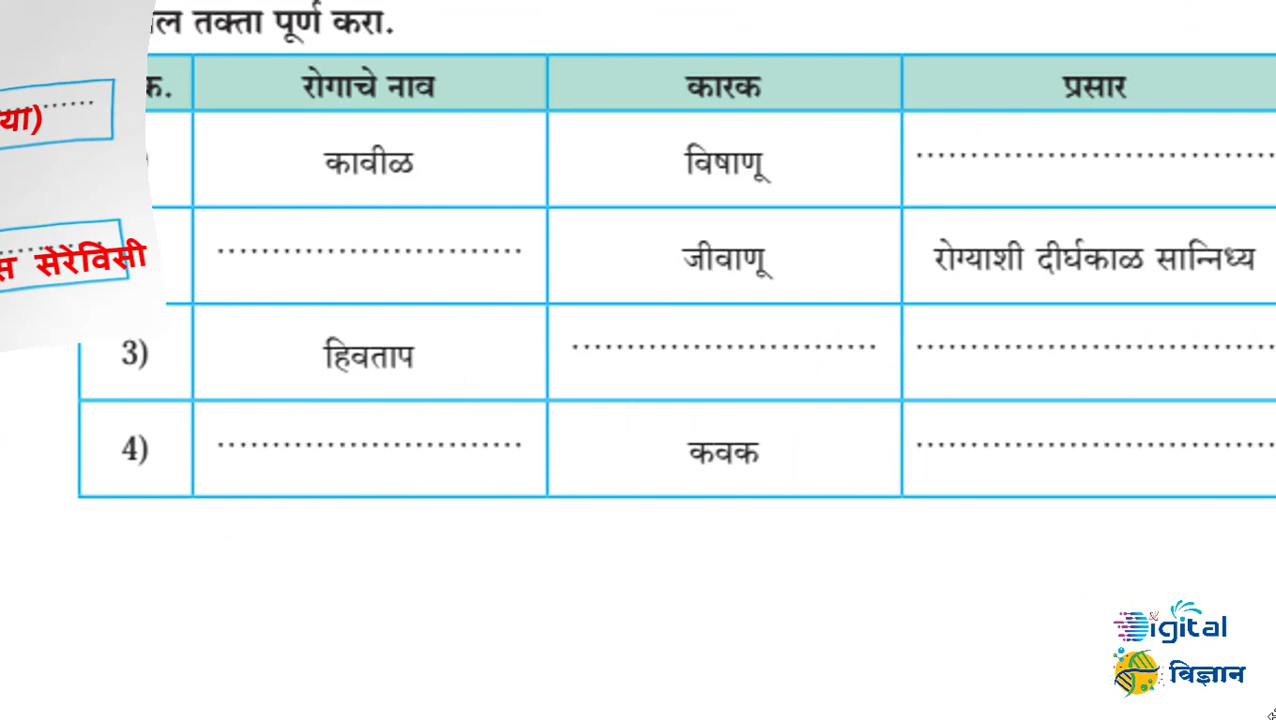 तक्ता पूर्ण करा.
क. रोगाचे नाव कारक प्रसार
या)
कावीळ विषाणू ..............................
.............................. जीवाणू रोग्याशी दीर्घकाळ सान्निध्य
सेरेविसी
3) हिवताप .............................. ..............................
4) .............................. कवक ..............................
Digital
विज्ञान